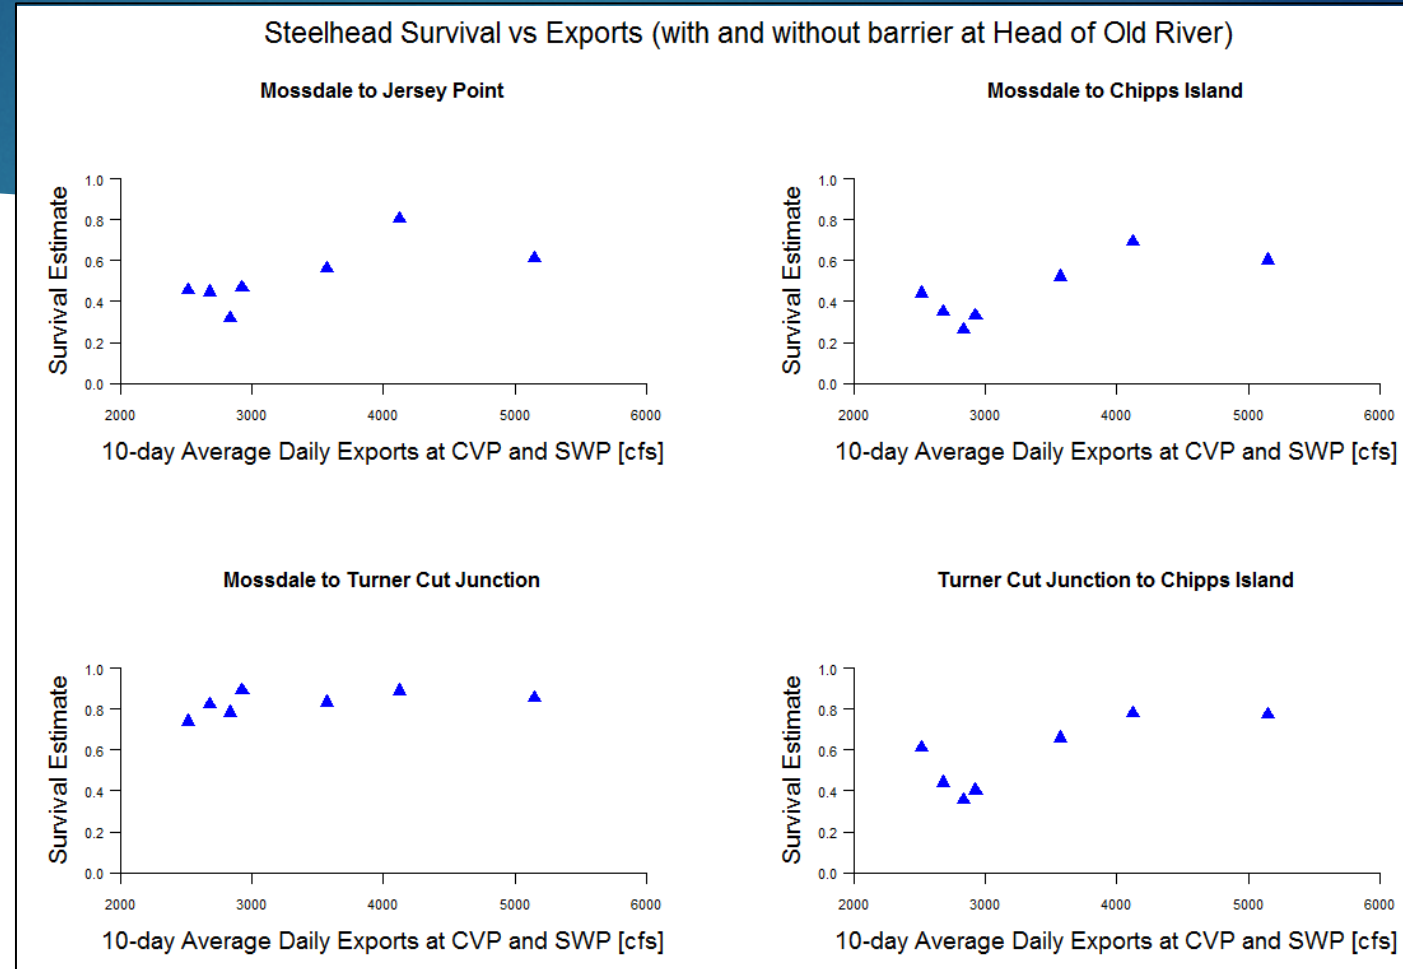 Steelhead Survival vs Exports (with and without barrier at Head of Old River)
Mossdale to Jersey Point
Survival Estimate
1.0
0.8
0.6
0.4
0.2
0.0
2000 3000 4000 5000 6000
10-day Average Daily Exports at CVP and SWP [cfs]
Mossdale to Chipps Island
Survival Estimate
1.0
0.8
0.6
0.4
0.2
0.0
2000 3000 4000 5000 6000
10-day Average Daily Exports at CVP and SWP [cfs]
Mossdale to Turner Cut Junction
Survival Estimate
1.0
0.8
0.6
0.4
0.2
0.0
2000 3000 4000 5000 6000
10-day Average Daily Exports at CVP and SWP [cfs]
Turner Cut Junction to Chipps Island
Survival Estimate
1.0
0.8
0.6
0.4
0.2
0.0
2000 3000 4000 5000 6000
10-day Average Daily Exports at CVP and SWP [cfs]